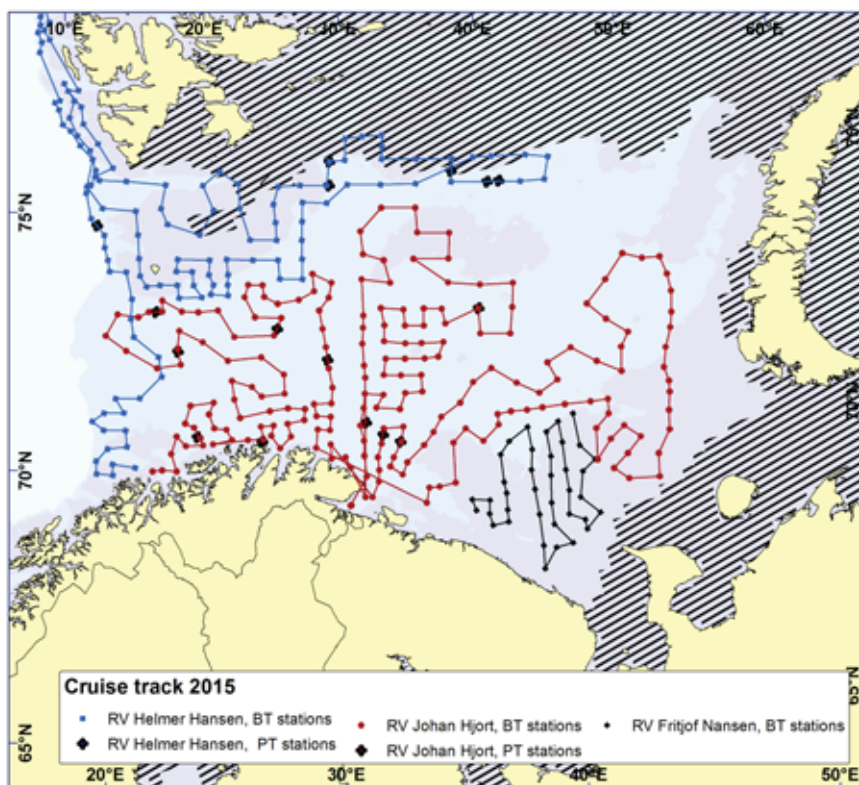 10°E 20°E 30°E 40°E 50°E 60°E
75°N
70°N
Cruise track 2015
RV Helmer Hansen, BT stations
RV Johan Hjort, BT stations
RV Fritjof Nansen, BT stations
RV Helmer Hansen, PT stations
RV Johan Hjort, PT stations
65°N
20°E 30°E 40°E 50°E